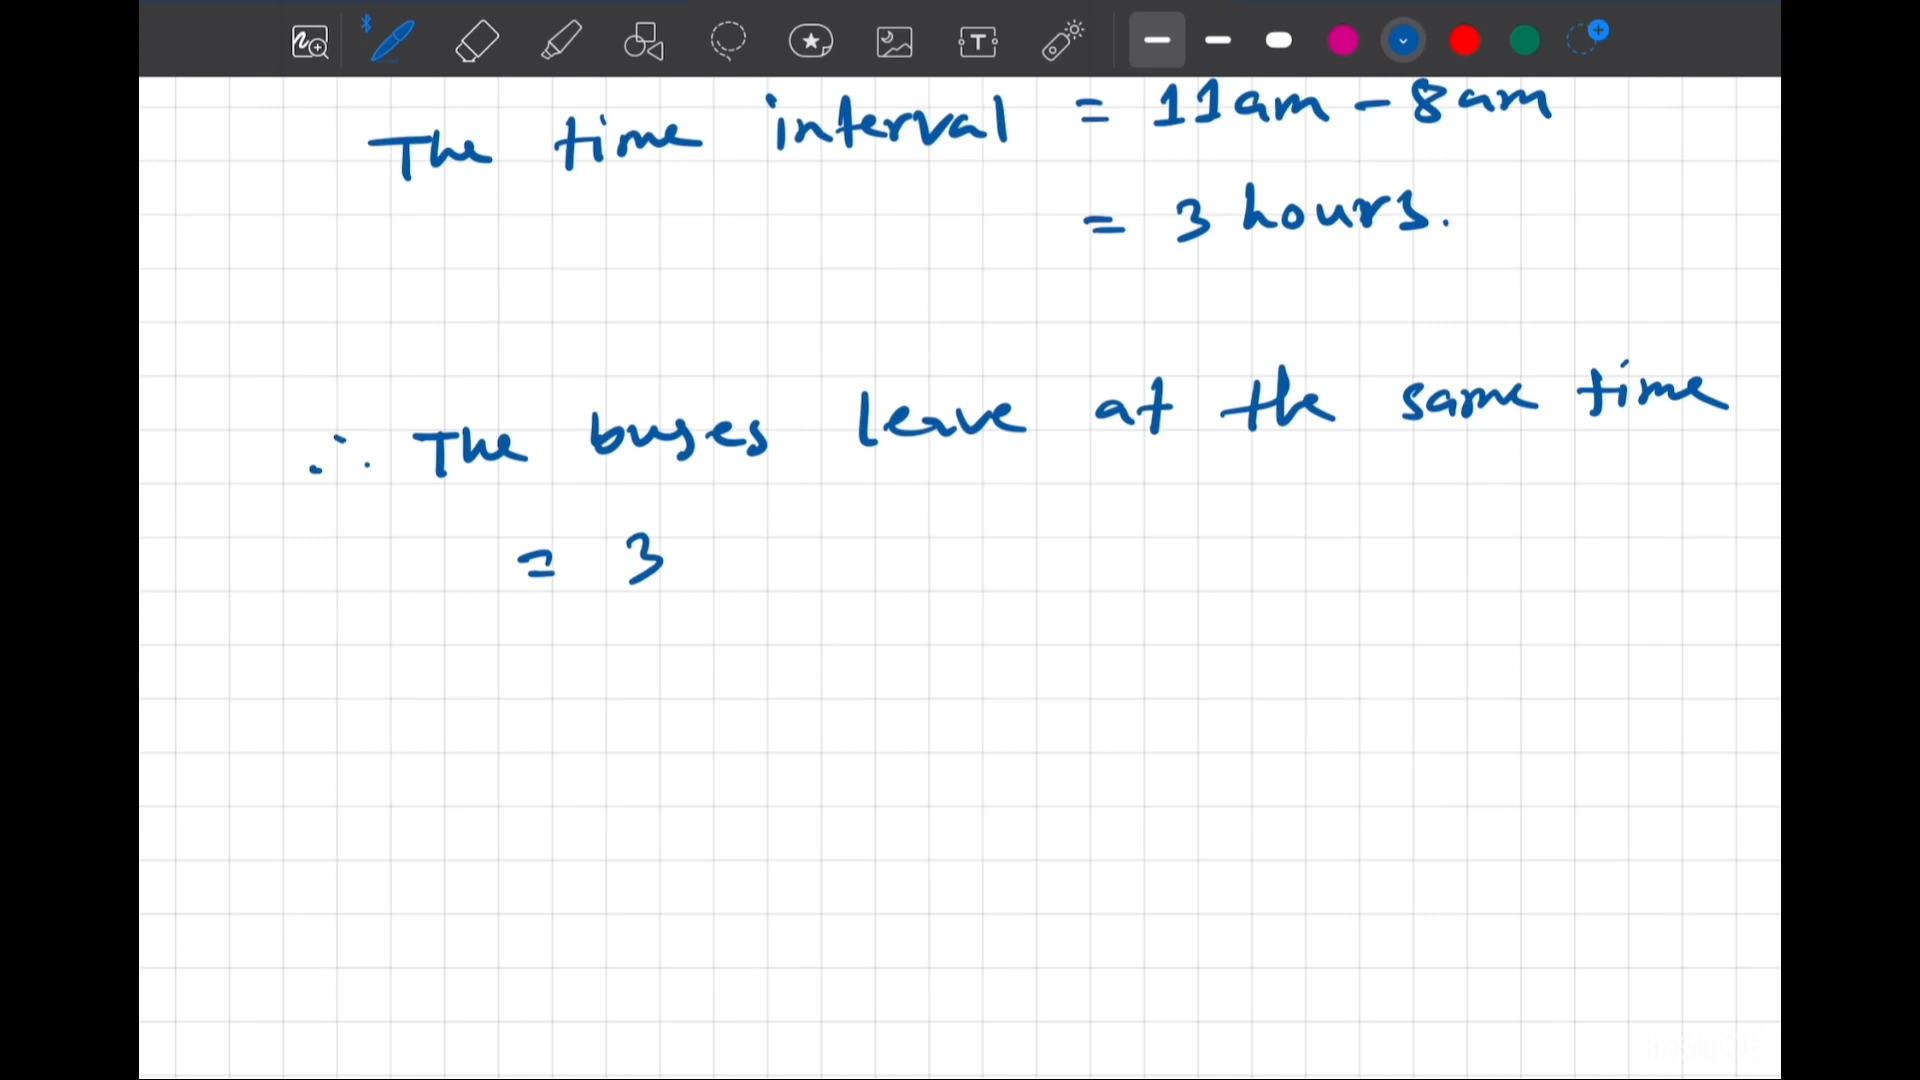 The time interval = 11am - 8am
= 3 hours.
∴ The buses leave at the same time
= 3